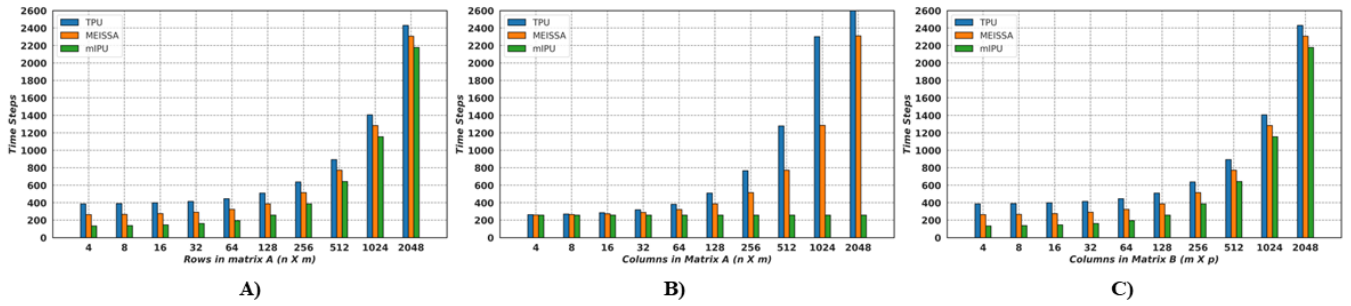 2600
2400
2200
2000
1800
1600
1400
1200
1000
800
600
400
200
0
Time Steps
TPU
MEISSA
mIPU
4 8 16 32 64 128 256 512 1024 2048
Rows in matrix A (n X m)
A)
2600
2400
2200
2000
1800
1600
1400
1200
1000
800
600
400
200
0
Time Steps
TPU
MEISSA
mIPU
4 8 16 32 64 128 256 512 1024 2048
Columns in Matrix A (n X m)
B)
2600
2400
2200
2000
1800
1600
1400
1200
1000
800
600
400
200
0
Time Steps
TPU
MEISSA
mIPU
4 8 16 32 64 128 256 512 1024 2048
Columns in Matrix B (m X p)
C)